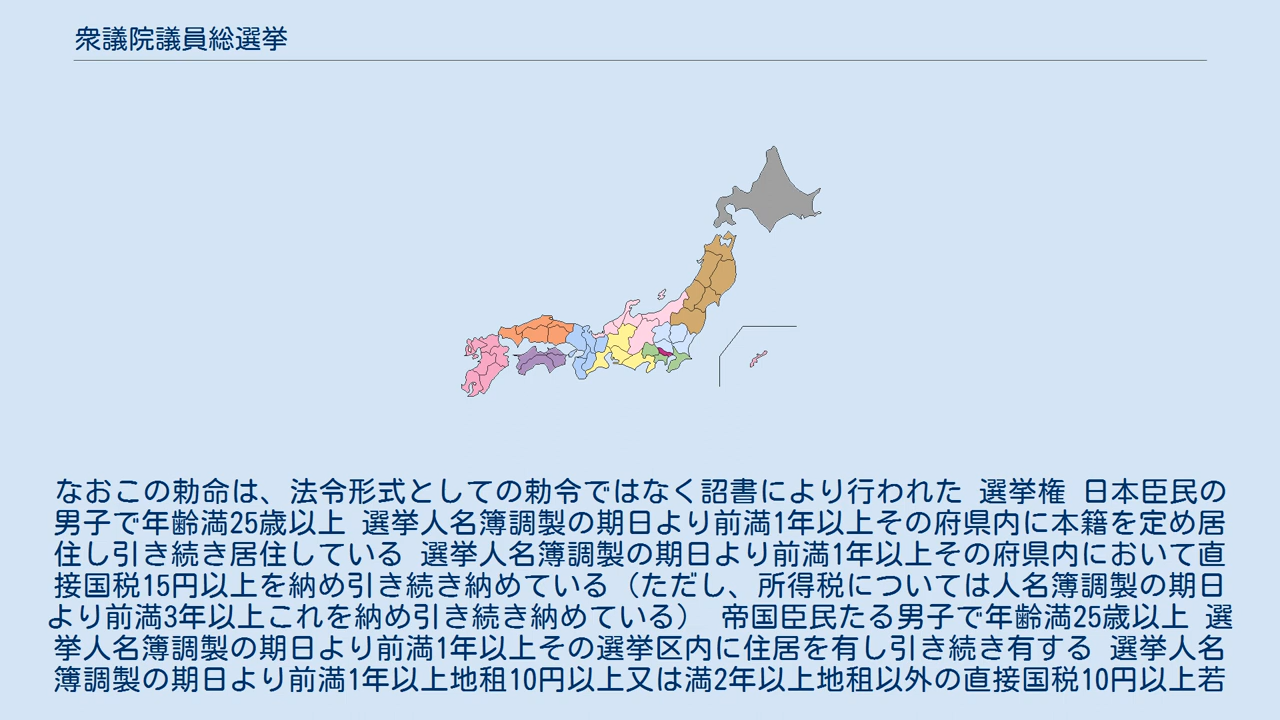 衆議院議員総選挙
なおこの勅命は、法令形式としての勅令ではなく詔書により行われた 選挙権 日本臣民の
男子で年齢満25歳以上 選挙人名簿調製の期日より前満1年以上その府県内に本籍を定め居
住し引き続き居住している 選挙人名簿調製の期日より前満1年以上その府県内において直
接国税15円以上を納め引き続き納めている（ただし、所得税については人名簿調製の期日
より前満3年以上これを納め引き続き納めている） 帝国臣民たる男子で年齢満25歳以上 選
挙人名簿調製の期日より前満1年以上その選挙区内に住居を有し引き続き有する 選挙人名
簿調製の期日より前満1年以上地租10円以上又は満2年以上地租以外の直接国税10円以上若